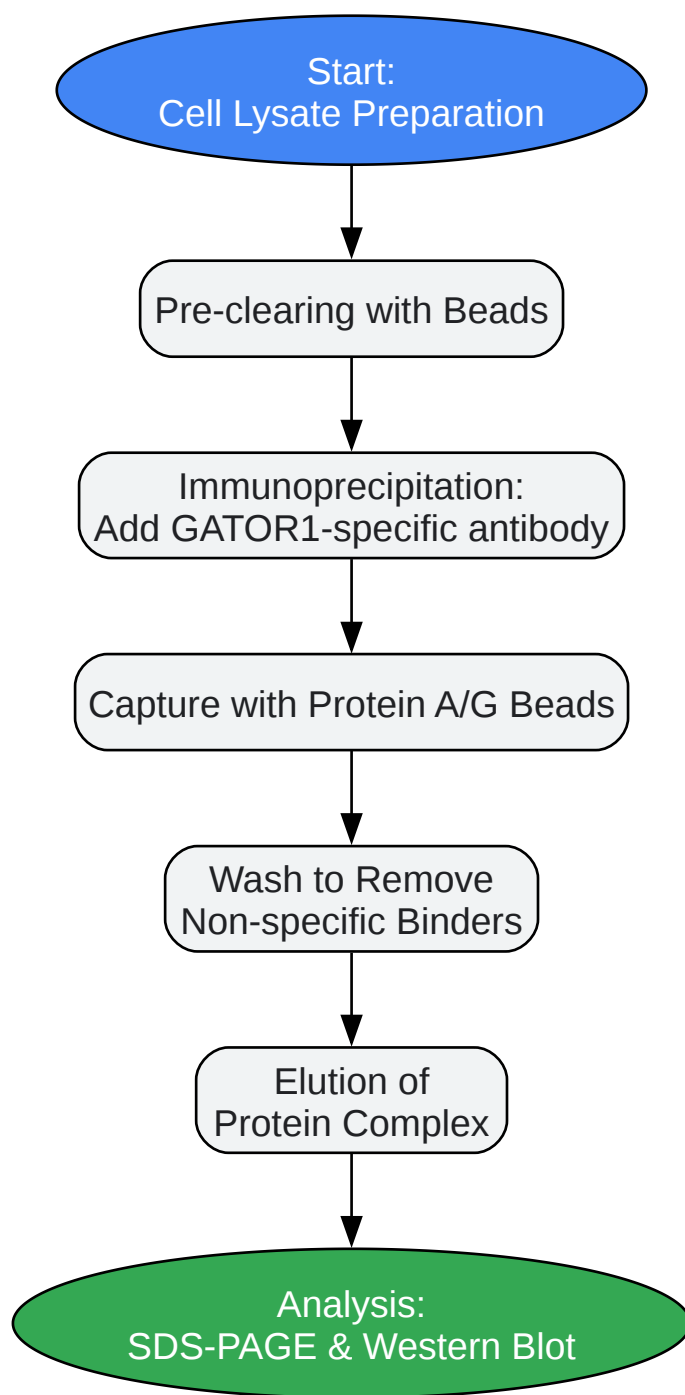 Start:
Cell Lysate Preparation
Pre-clearing with Beads
Immunoprecipitation:
Add GATOR1-specific antibody
Capture with Protein A/G Beads
Wash to Remove
Non-specific Binders
Elution of
Protein Complex
Analysis:
SDS-PAGE & Western Blot